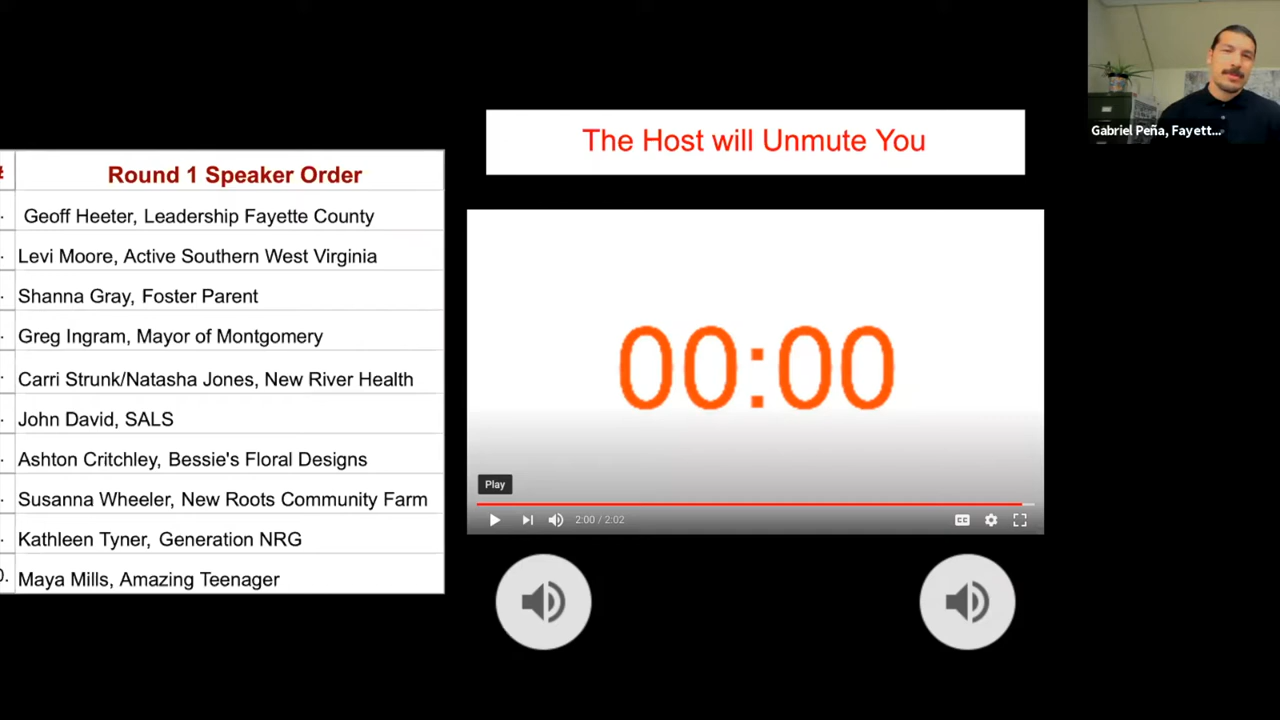 The Host will Unmute You
Gabriel Peña, Fayett...
#
Round 1 Speaker Order
Geoff Heeter, Leadership Fayette County
Levi Moore, Active Southern West Virginia
Shanna Gray, Foster Parent
Greg Ingram, Mayor of Montgomery
Carri Strunk/Natasha Jones, New River Health
John David, SALS
Ashton Critchley, Bessie's Floral Designs
Susanna Wheeler, New Roots Community Farm
Kathleen Tyner, Generation NRG
0. Maya Mills, Amazing Teenager
00:00
Play
2:00 / 2:02
CC